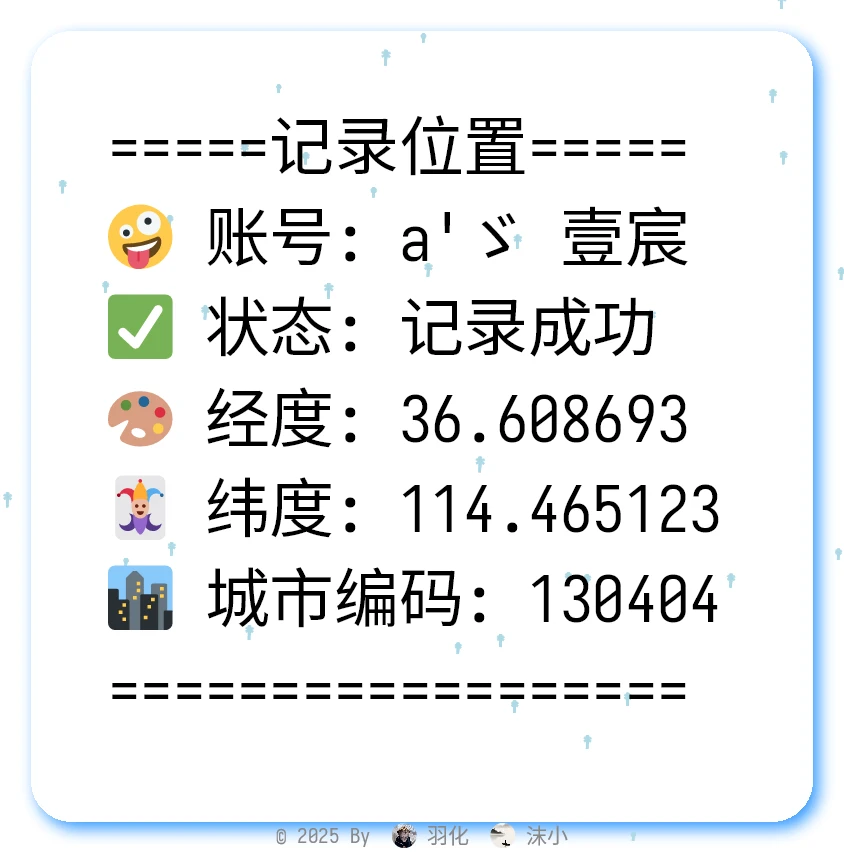 =====记录位置=====
🤪 账号: a'ゞ 壹宸
✅ 状态: 记录成功
🎨 经度: 36.608693
🃏 纬度: 114.465123
🏙 城市编码: 130404
==================
© 2025 By 羽化 沫小